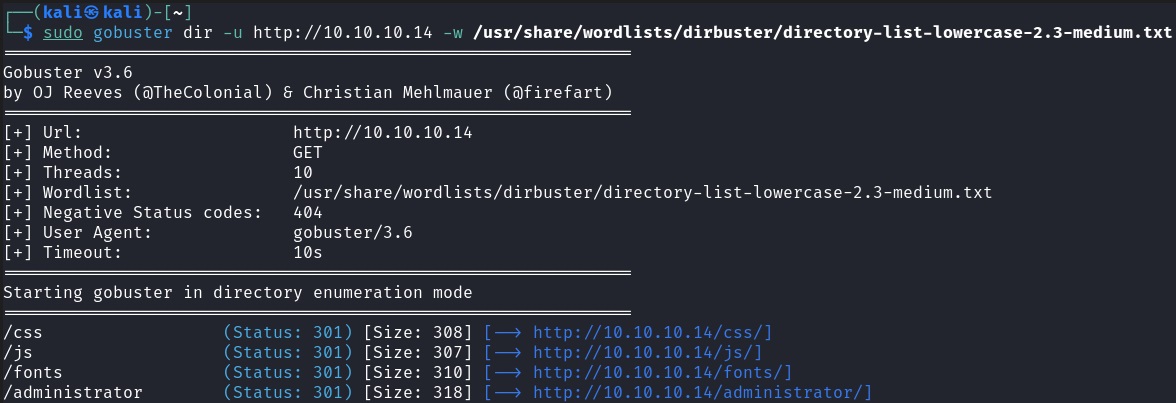 ┌──(kali㉿kali)-[~]
└─$ sudo gobuster dir -u http://10.10.10.14 -w /usr/share/wordlists/dirbuster/directory-list-lowercase-2.3-medium.txt
===============================================================
Gobuster v3.6
by OJ Reeves (@TheColonial) & Christian Mehlmauer (@firefart)
===============================================================
[+] Url:                     http://10.10.10.14
[+] Method:                  GET
[+] Threads:                 10
[+] Wordlist:                /usr/share/wordlists/dirbuster/directory-list-lowercase-2.3-medium.txt
[+] Negative Status codes:   404
[+] User Agent:              gobuster/3.6
[+] Timeout:                 10s
===============================================================
Starting gobuster in directory enumeration mode
===============================================================
/css                  (Status: 301) [Size: 308] [--> http://10.10.10.14/css/]
/js                   (Status: 301) [Size: 307] [--> http://10.10.10.14/js/]
/fonts                (Status: 301) [Size: 310] [--> http://10.10.10.14/fonts/]
/administrator        (Status: 301) [Size: 318] [--> http://10.10.10.14/administrator/]